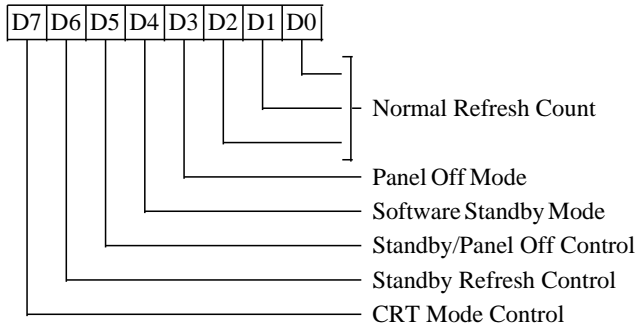 D7 D6 D5 D4 D3 D2 D1 D0
Normal Refresh Count
Panel Off Mode
Software Standby Mode
Standby/Panel Off Control
Standby Refresh Control
CRT Mode Control